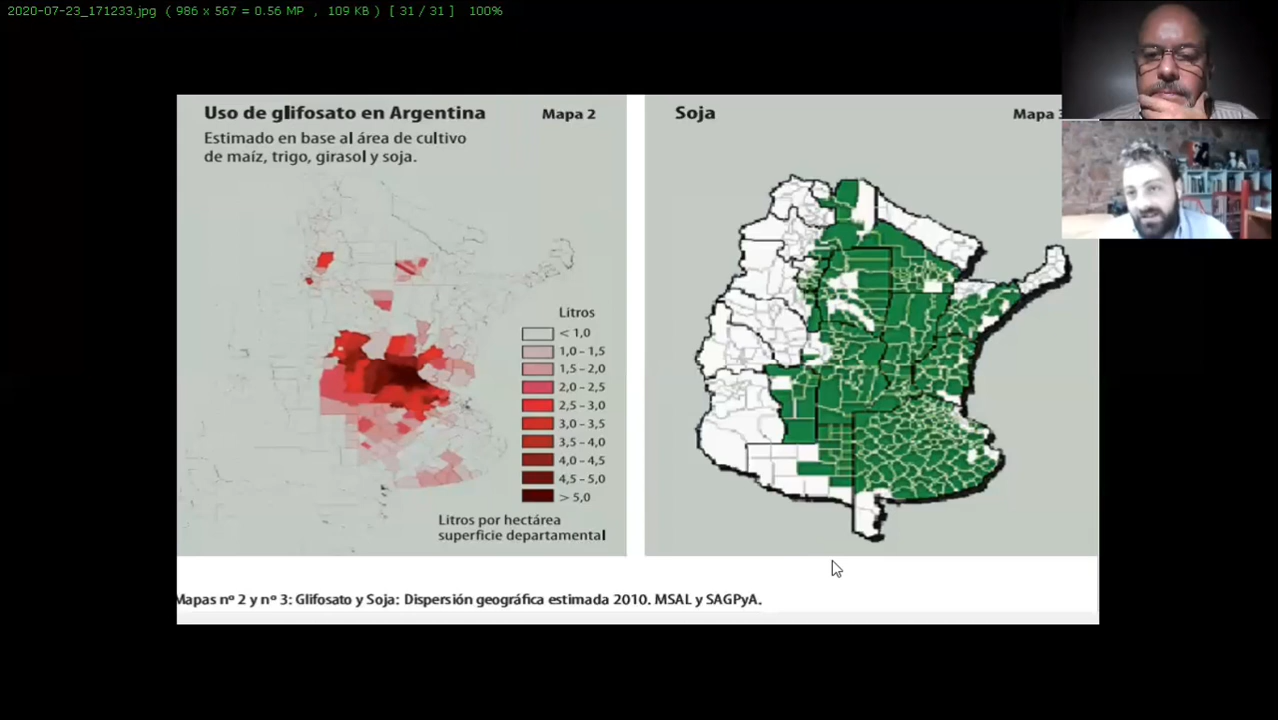 2020-07-23_171233.jpg ( 986 x 567 = 0.56 MP , 109 KB ) [ 31 / 31 ] 100%
Uso de glifosato en Argentina
Mapa 2
Estimado en base al área de cultivo
de maíz, trigo, girasol y soja.
Litros
< 1,0
1,0 – 1,5
1,5 – 2,0
2,0 – 2,5
2,5 – 3,0
3,0 – 3,5
3,5 – 4,0
4,0 – 4,5
4,5 – 5,0
> 5,0
Litros por hectárea
superficie departamental
Soja
Mapa 3
Mapas nº 2 y nº 3: Glifosato y Soja: Dispersión geográfica estimada 2010. MSAL y SAGPyA.